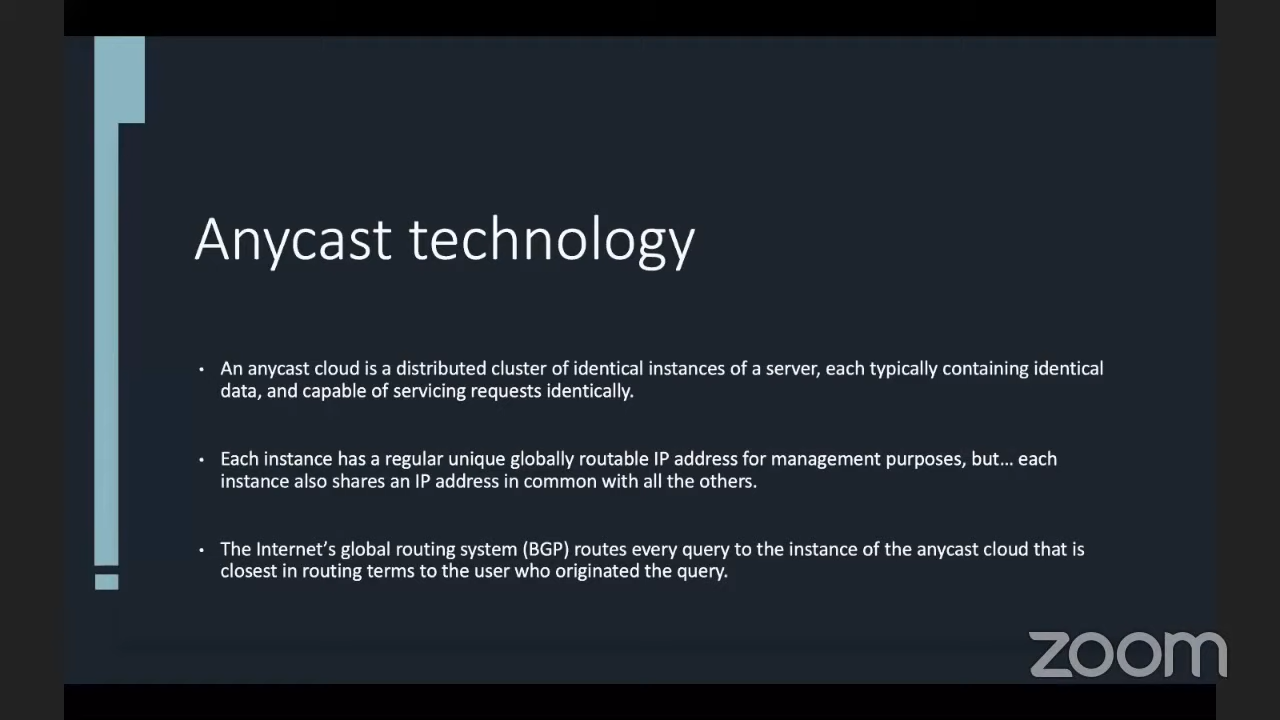 Anycast technology
• An anycast cloud is a distributed cluster of identical instances of a server, each typically containing identical
data, and capable of servicing requests identically.
• Each instance has a regular unique globally routable IP address for management purposes, but... each
instance also shares an IP address in common with all the others.
• The Internet’s global routing system (BGP) routes every query to the instance of the anycast cloud that is
closest in routing terms to the user who originated the query.
zoom